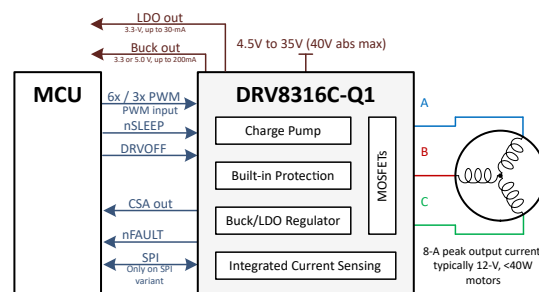 LDO out
3.3-V, up to 30-mA
Buck out
3.3 or 5.0 V, up to 200mA
4.5V to 35V (40V abs max)
MCU
6x / 3x PWM
PWM input
nSLEEP
DRVOFF
CSA out
nFAULT
SPI
Only on SPI
variant
DRV8316C-Q1
Charge Pump
Built-in Protection
Buck/LDO Regulator
Integrated Current Sensing
MOSFETs
A
B
C
8-A peak output current
typically 12-V, <40W
motors